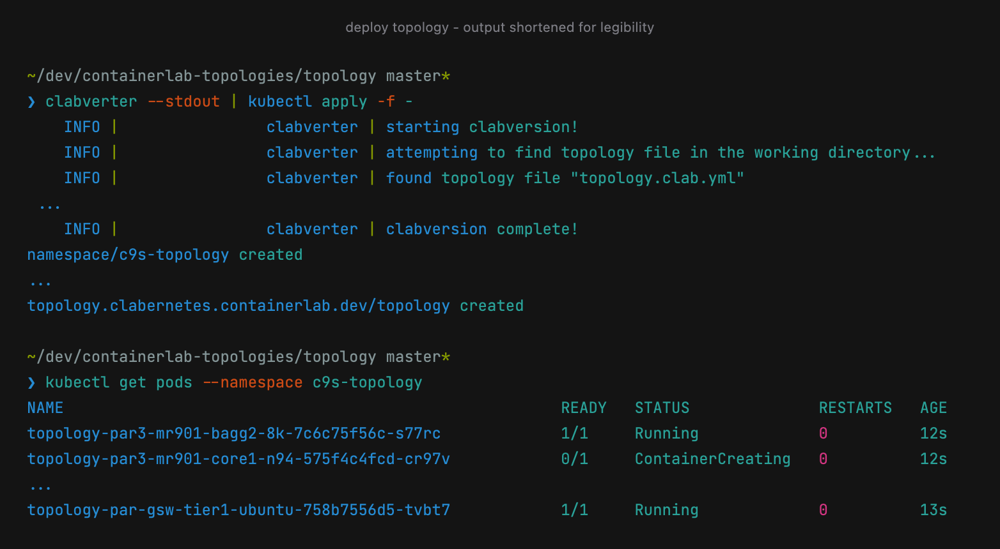 deploy topology - output shortened for legibility
~/dev/containerlab-topologies/topology master*
❯ clabverter --stdout | kubectl apply -f -
    INFO |                clabverter | starting clabversion!
    INFO |                clabverter | attempting to find topology file in the working directory...
    INFO |                clabverter | found topology file "topology.clab.yml"
 ...
    INFO |                clabverter | clabversion complete!
namespace/c9s-topology created
...
topology.clabernetes.containerlab.dev/topology created
~/dev/containerlab-topologies/topology master*
❯ kubectl get pods --namespace c9s-topology
NAME                                                      READY   STATUS              RESTARTS   AGE
topology-par3-mr901-bagg2-8k-7c6c75f56c-s77rc             1/1     Running             0          12s
topology-par3-mr901-core1-n94-575f4c4fcd-cr97v            0/1     ContainerCreating   0          12s
...
topology-par-gsw-tier1-ubuntu-758b7556d5-tvbt7            1/1     Running             0          13s